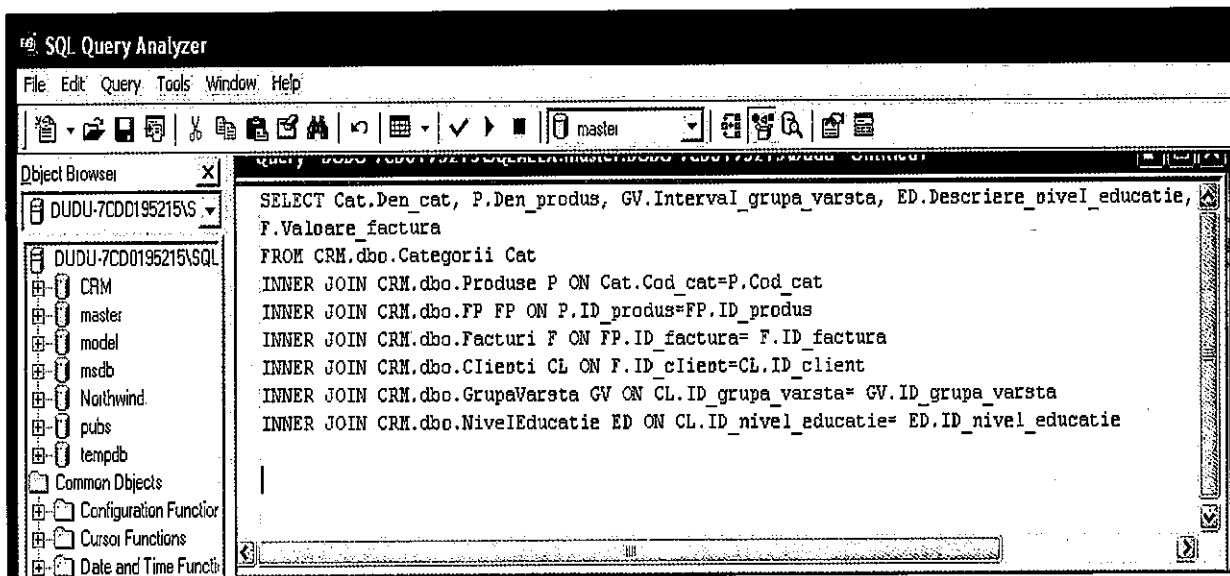 SQL Query Analyzer
File Edit Query Tools Window Help
master
Object Browser
DUDU-7CDD195215\S
DUDU-7CD0195215\SQL
CRM
master
model
msdb
Northwind
pubs
tempdb
Common Objects
Configuration Function
Cursor Functions
Date and Time Functi
SELECT Cat.Den_cat, P.Den_produs, GV.Interval_grupa_varsta, ED.Descriere_nivel_educatie,
F.Valoare_factura
FROM CRM.dbo.Categorii Cat
INNER JOIN CRM.dbo.Produse P ON Cat.Cod_cat=P.Cod_cat
INNER JOIN CRM.dbo.FP FP ON P.ID_produs=FP.ID_produs
INNER JOIN CRM.dbo.Facturi F ON FP.ID_factura= F.ID_factura
INNER JOIN CRM.dbo.Clienti CL ON F.ID_client=CL.ID_client
INNER JOIN CRM.dbo.GrupaVarsta GV ON CL.ID_grupa_varsta= GV.ID_grupa_varsta
INNER JOIN CRM.dbo.NivelEducatie ED ON CL.ID_nivel_educatie= ED.ID_nivel_educatie